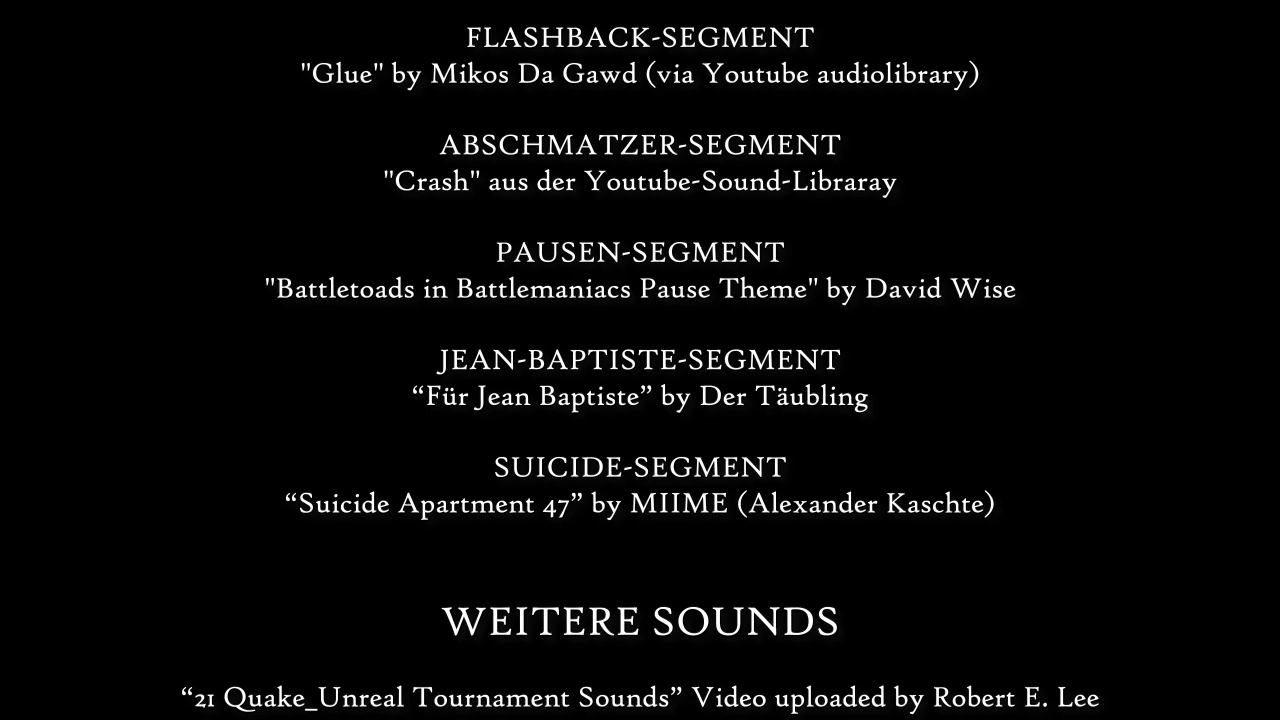 FLASHBACK-SEGMENT
"Glue" by Mikos Da Gawd (via Youtube audiolibrary)
ABSCHMATZER-SEGMENT
"Crash" aus der Youtube-Sound-Libraray
PAUSEN-SEGMENT
"Battletoads in Battlemaniacs Pause Theme" by David Wise
JEAN-BAPTISTE-SEGMENT
“Für Jean Baptiste” by Der Täubling
SUICIDE-SEGMENT
“Suicide Apartment 47” by MIIME (Alexander Kaschte)
WEITERE SOUNDS
“21 Quake_Unreal Tournament Sounds” Video uploaded by Robert E. Lee